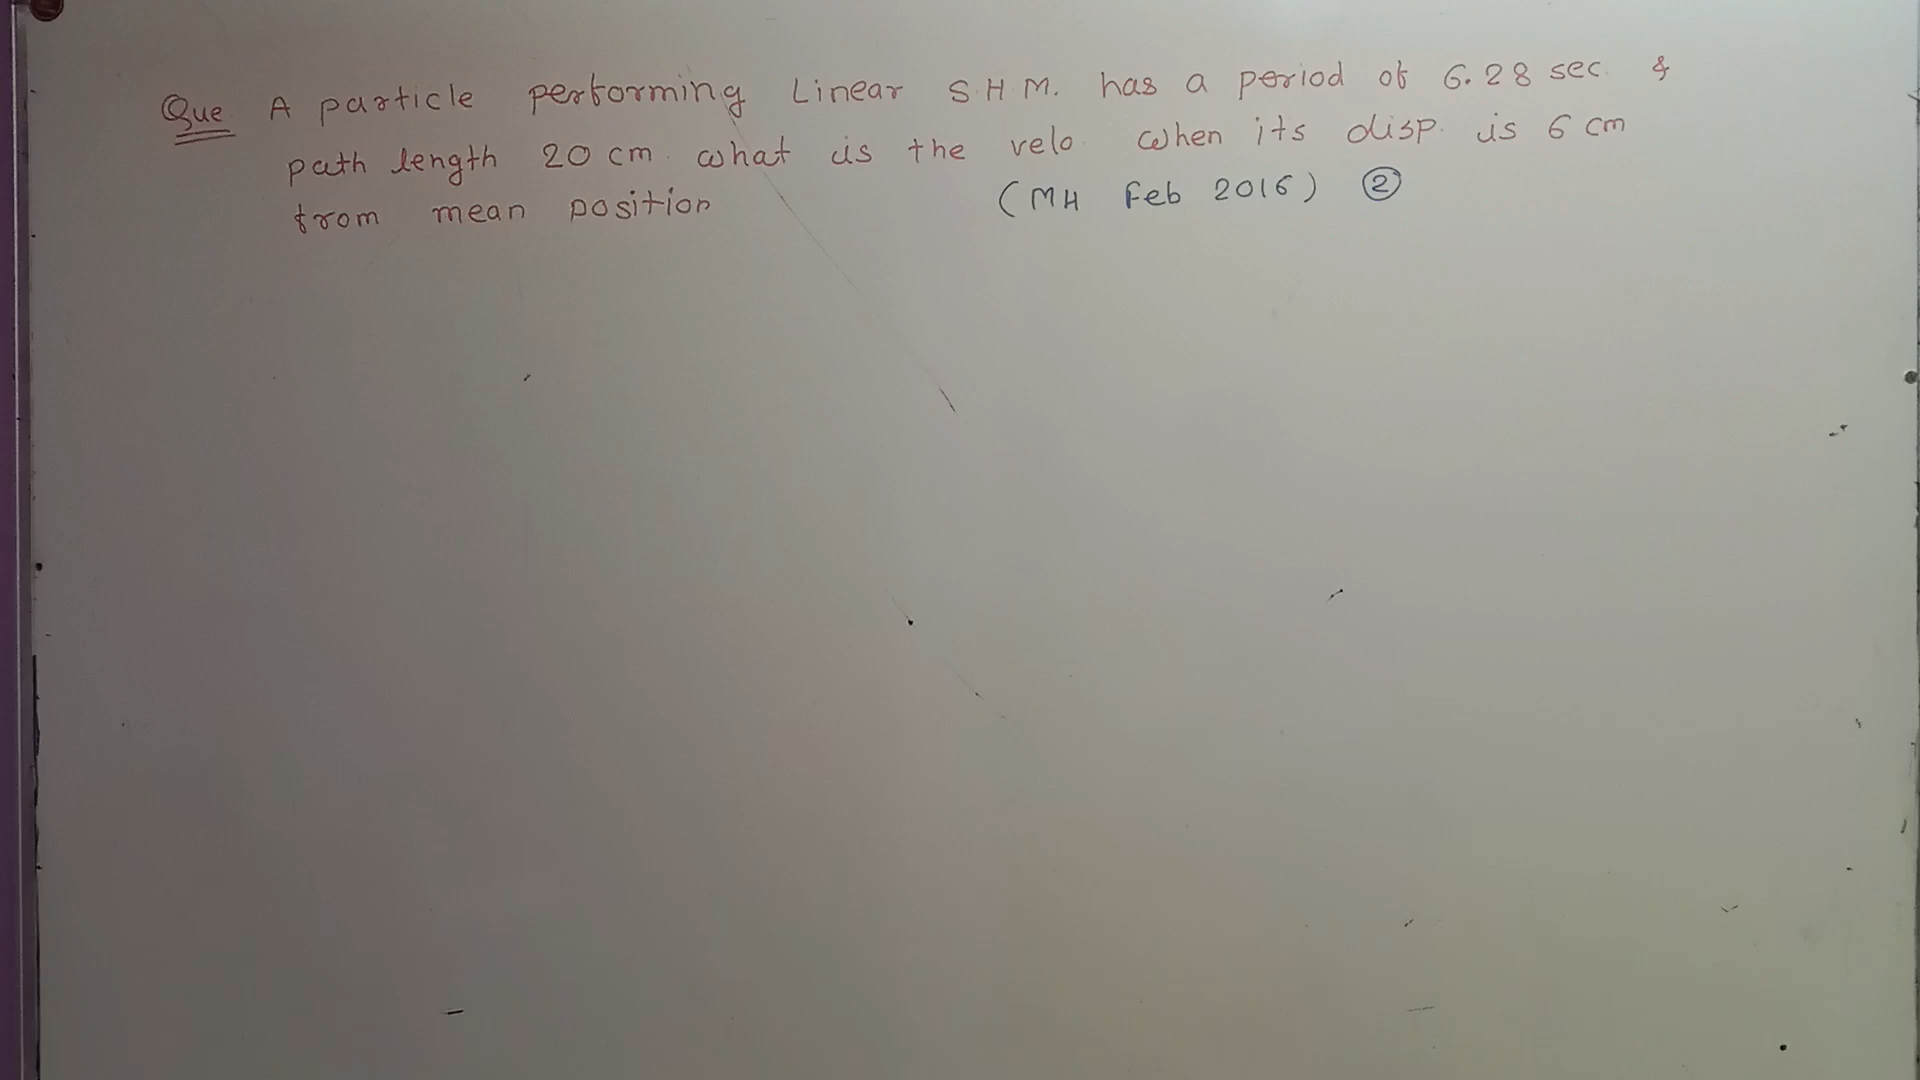 Que A particle performing Linear S.H.M. has a period of 6.28 sec. &
path length 20 cm. what is the velo. when its disp. is 6 cm
from mean position (MH Feb 2016) ②